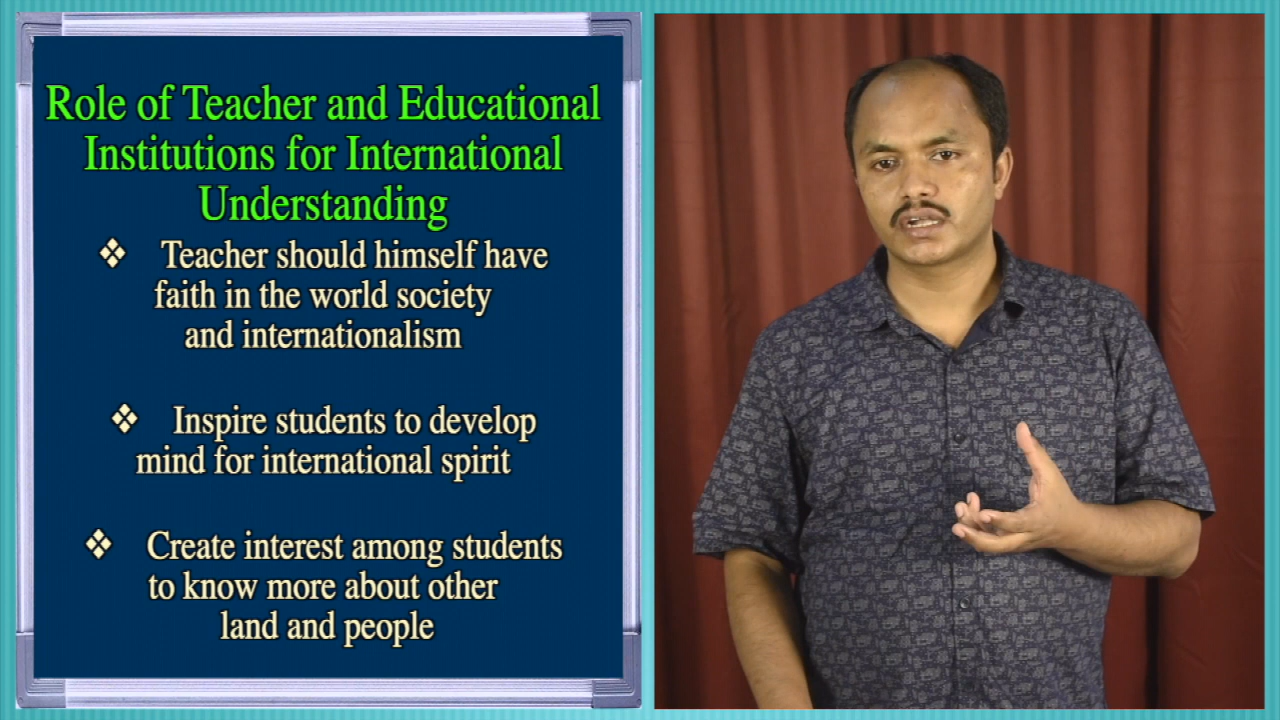 Role of Teacher and Educational
Institutions for International
Understanding
❖ Teacher should himself have
faith in the world society
and internationalism
❖ Inspire students to develop
mind for international spirit
❖ Create interest among students
to know more about other
land and people